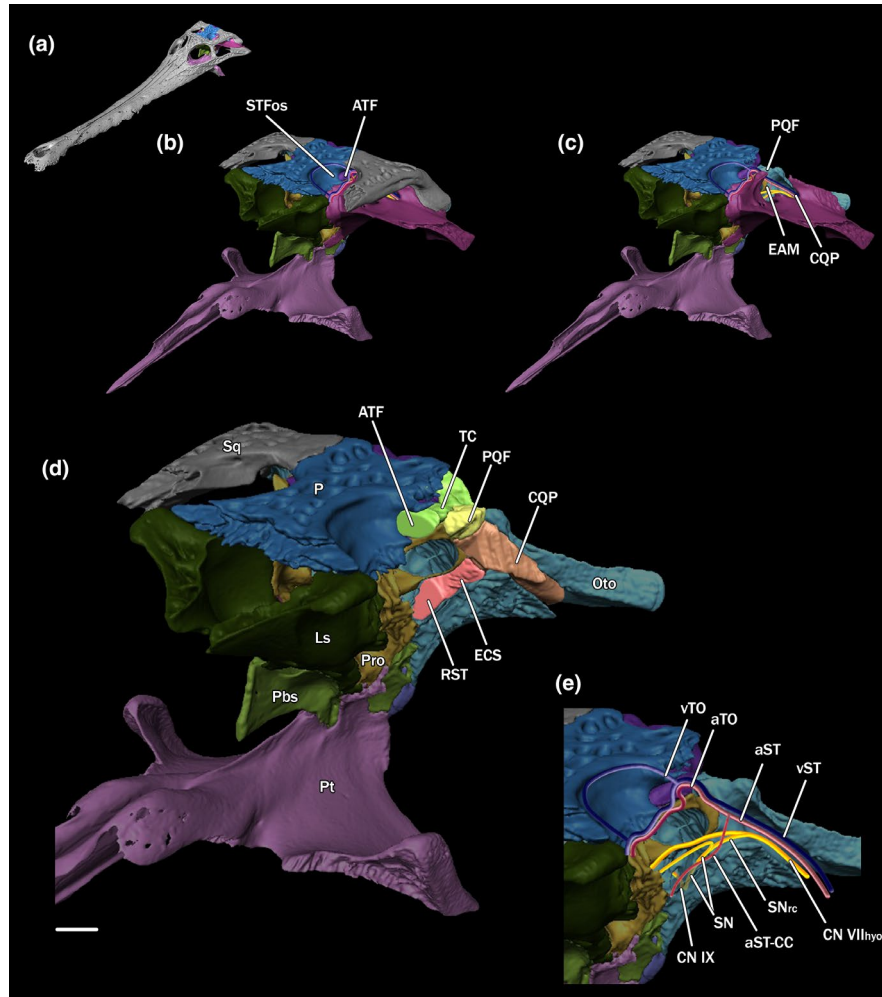 (a)
STFos
ATF
(b)
(c)
PQF
EAM
CQP
(d)
ATF
TC
PQF
CQP
Sq
P
Oto
Ls
Pro
ECS
RST
Pbs
Pt
(e)
vTO
aTO
aST
vST
SNrc
SN
CN VIIhyo
aST-CC
CN IX